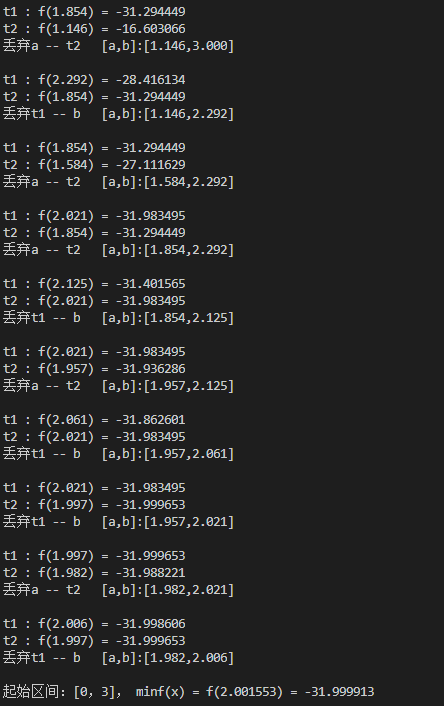 t1 : f(1.854) = -31.294449
t2 : f(1.146) = -16.603066
丢弃a -- t2   [a,b]:[1.146,3.000]
t1 : f(2.292) = -28.416134
t2 : f(1.854) = -31.294449
丢弃t1 -- b   [a,b]:[1.146,2.292]
t1 : f(1.854) = -31.294449
t2 : f(1.584) = -27.111629
丢弃a -- t2   [a,b]:[1.584,2.292]
t1 : f(2.021) = -31.983495
t2 : f(1.854) = -31.294449
丢弃a -- t2   [a,b]:[1.854,2.292]
t1 : f(2.125) = -31.401565
t2 : f(2.021) = -31.983495
丢弃t1 -- b   [a,b]:[1.854,2.125]
t1 : f(2.021) = -31.983495
t2 : f(1.957) = -31.936286
丢弃a -- t2   [a,b]:[1.957,2.125]
t1 : f(2.061) = -31.862601
t2 : f(2.021) = -31.983495
丢弃t1 -- b   [a,b]:[1.957,2.061]
t1 : f(2.021) = -31.983495
t2 : f(1.997) = -31.999653
丢弃t1 -- b   [a,b]:[1.957,2.021]
t1 : f(1.997) = -31.999653
t2 : f(1.982) = -31.988221
丢弃a -- t2   [a,b]:[1.982,2.021]
t1 : f(2.006) = -31.998606
t2 : f(1.997) = -31.999653
丢弃t1 -- b   [a,b]:[1.982,2.006]
起始区间：[0，3]， minf(x) = f(2.001553) = -31.999913